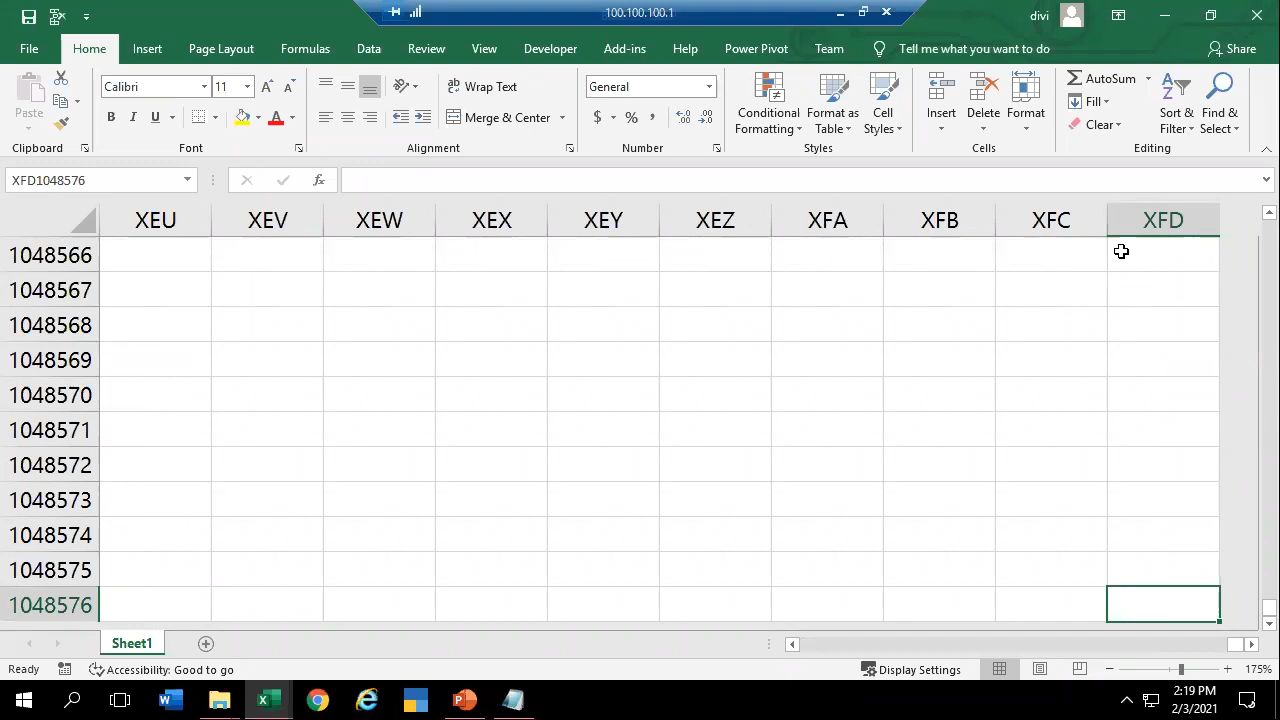 100.100.100.1
divi
File Home Insert Page Layout Formulas Data Review View Developer Add-ins Help Power Pivot Team Tell me what you want to do Share
Paste
Clipboard
Calibri 11 A A
B I U A
Font
ab Wrap Text
Merge & Center
Alignment
General
$ % ,
Number
Conditional Formatting
Format as Table
Cell Styles
Styles
Insert Delete Format
Cells
AutoSum
Fill
Clear
Sort & Filter
Find & Select
Editing
XFD1048576 fx
XEU XEV XEW XEX XEY XEZ XFA XFB XFC XFD
1048566
1048567
1048568
1048569
1048570
1048571
1048572
1048573
1048574
1048575
1048576
Sheet1
Ready Accessibility: Good to go Display Settings 175%
2:19 PM
2/3/2021